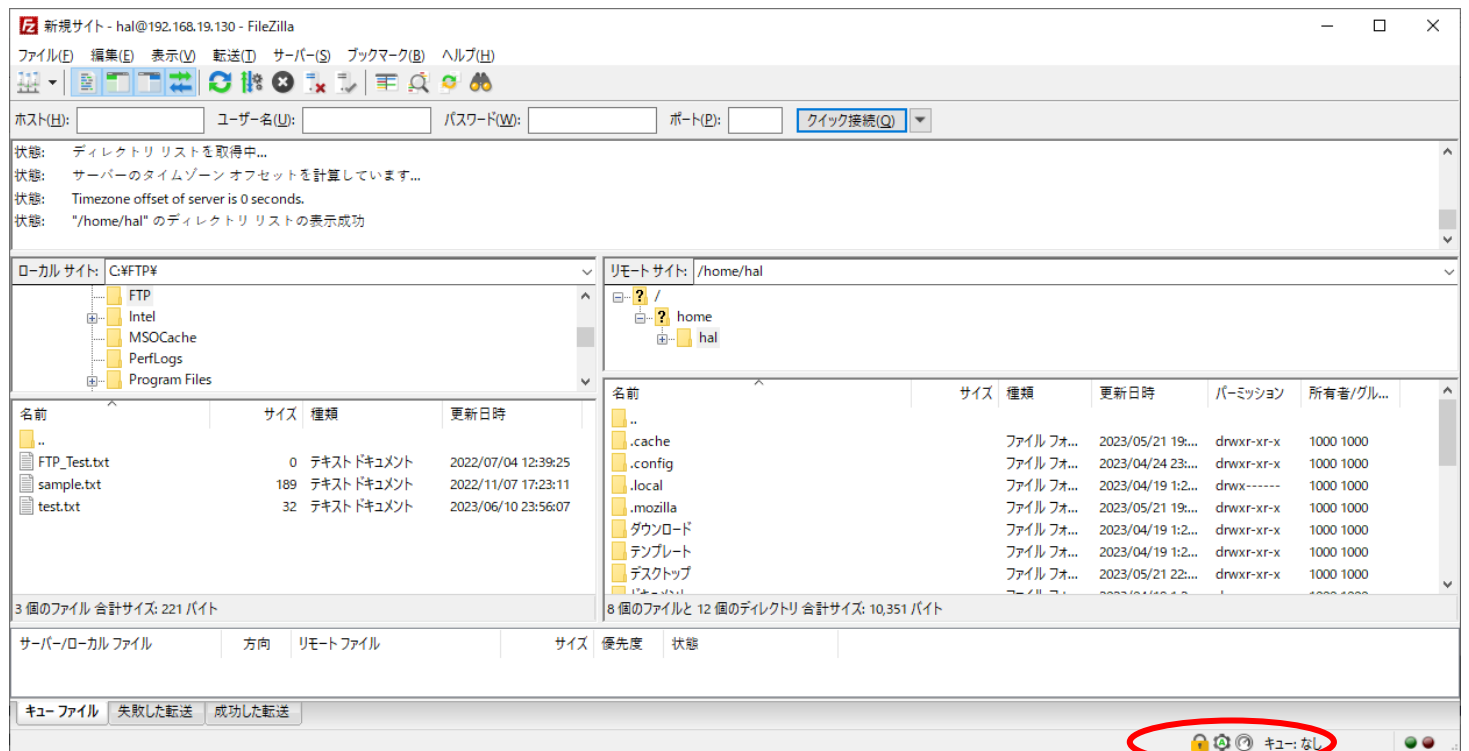 新規サイト - hal@192.168.19.130 - FileZilla
ファイル(F) 編集(E) 表示(V) 転送(T) サーバー(S) ブックマーク(B) ヘルプ(H)
ホスト(H): ユーザー名(U): パスワード(W): ポート(P): クイック接続(Q)
状態: ディレクトリ リストを取得中...
状態: サーバーのタイムゾーン オフセットを計算しています...
状態: Timezone offset of server is 0 seconds.
状態: "/home/hal" のディレクトリ リストの表示成功
ローカル サイト: C:¥FTP¥
FTP
Intel
MSOCache
PerfLogs
Program Files
名前 サイズ 種類 更新日時
..
FTP_Test.txt 0 テキスト ドキュメント 2022/07/04 12:39:25
sample.txt 189 テキスト ドキュメント 2022/11/07 17:23:11
test.txt 32 テキスト ドキュメント 2023/06/10 23:56:07
3 個のファイル 合計サイズ: 221 バイト
リモート サイト: /home/hal
/
home
hal
名前 サイズ 種類 更新日時 パーミッション 所有者/グル...
..
.cache ファイル フォ... 2023/05/21 19:... drwxr-xr-x 1000 1000
.config ファイル フォ... 2023/04/24 23:... drwxr-xr-x 1000 1000
.local ファイル フォ... 2023/04/19 1:2... drwx------ 1000 1000
.mozilla ファイル フォ... 2023/05/21 19:... drwxr-xr-x 1000 1000
ダウンロード ファイル フォ... 2023/04/19 1:2... drwxr-xr-x 1000 1000
テンプレート ファイル フォ... 2023/04/19 1:2... drwxr-xr-x 1000 1000
デスクトップ ファイル フォ... 2023/05/21 22:... drwxr-xr-x 1000 1000
8 個のファイルと 12 個のディレクトリ 合計サイズ: 10,351 バイト
サーバー/ローカル ファイル 方向 リモート ファイル サイズ 優先度 状態
キュー ファイル 失敗した転送 成功した転送
キュー: なし